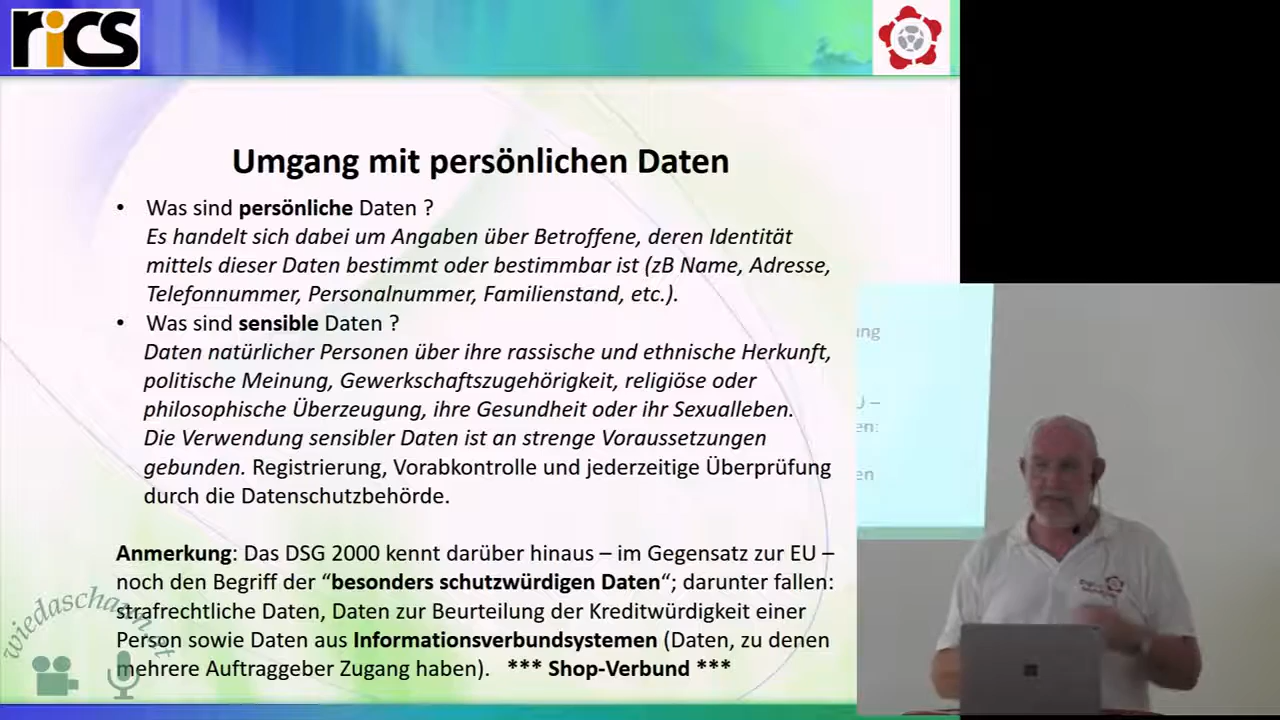 rics
Umgang mit persönlichen Daten
• Was sind persönliche Daten ?
Es handelt sich dabei um Angaben über Betroffene, deren Identität
mittels dieser Daten bestimmt oder bestimmbar ist (zB Name, Adresse,
Telefonnummer, Personalnummer, Familienstand, etc.).
• Was sind sensible Daten ?
Daten natürlicher Personen über ihre rassische und ethnische Herkunft,
politische Meinung, Gewerkschaftszugehörigkeit, religiöse oder
philosophische Überzeugung, ihre Gesundheit oder ihr Sexualleben.
Die Verwendung sensibler Daten ist an strenge Voraussetzungen
gebunden. Registrierung, Vorabkontrolle und jederzeitige Überprüfung
durch die Datenschutzbehörde.
Anmerkung: Das DSG 2000 kennt darüber hinaus – im Gegensatz zur EU –
noch den Begriff der “besonders schutzwürdigen Daten“; darunter fallen:
strafrechtliche Daten, Daten zur Beurteilung der Kreditwürdigkeit einer
Person sowie Daten aus Informationsverbundsystemen (Daten, zu denen
mehrere Auftraggeber Zugang haben). *** Shop-Verbund ***
wiedaschaun.at
ung
U –
en:
en